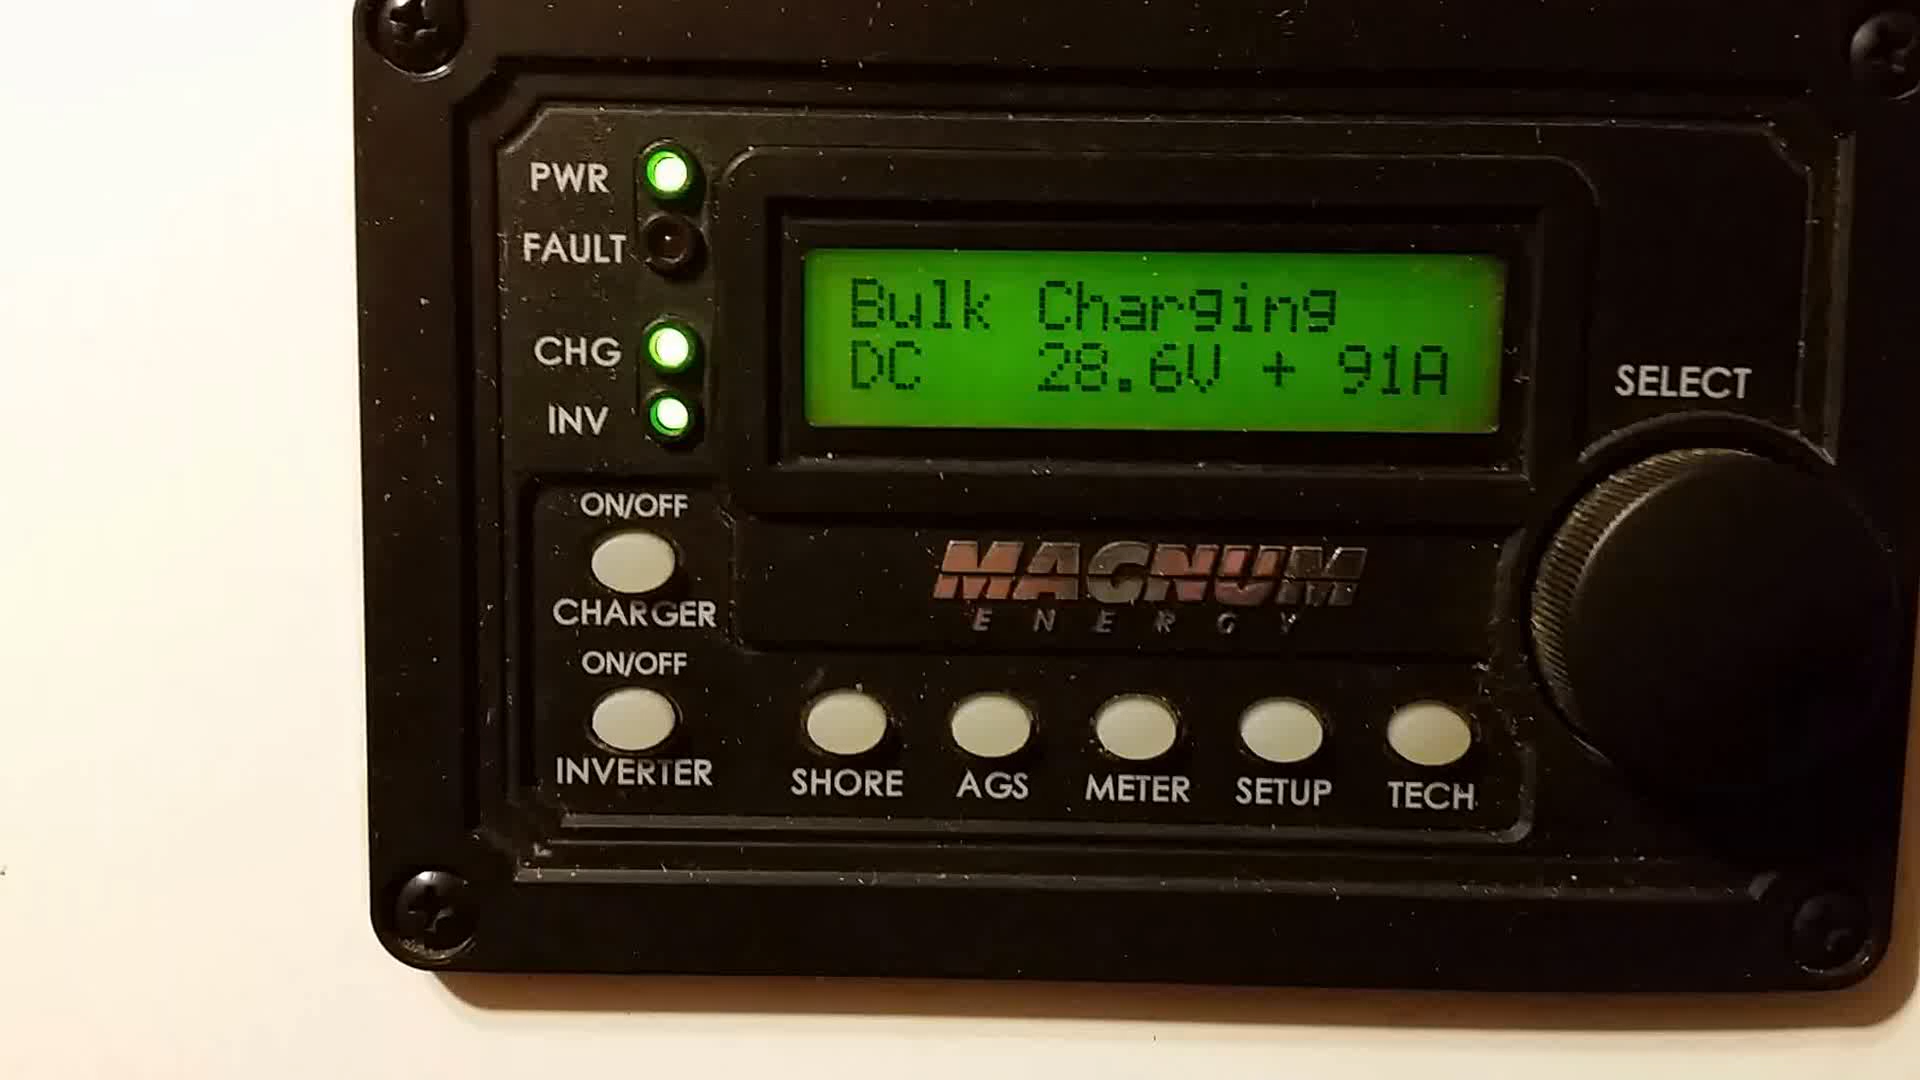 PWR
FAULT
CHG
INV
Bulk Charging
DC 28.6V + 91A
SELECT
ON/OFF
CHARGER
ON/OFF
INVERTER
MAGNUM
ENERGY
SHORE
AGS
METER
SETUP
TECH